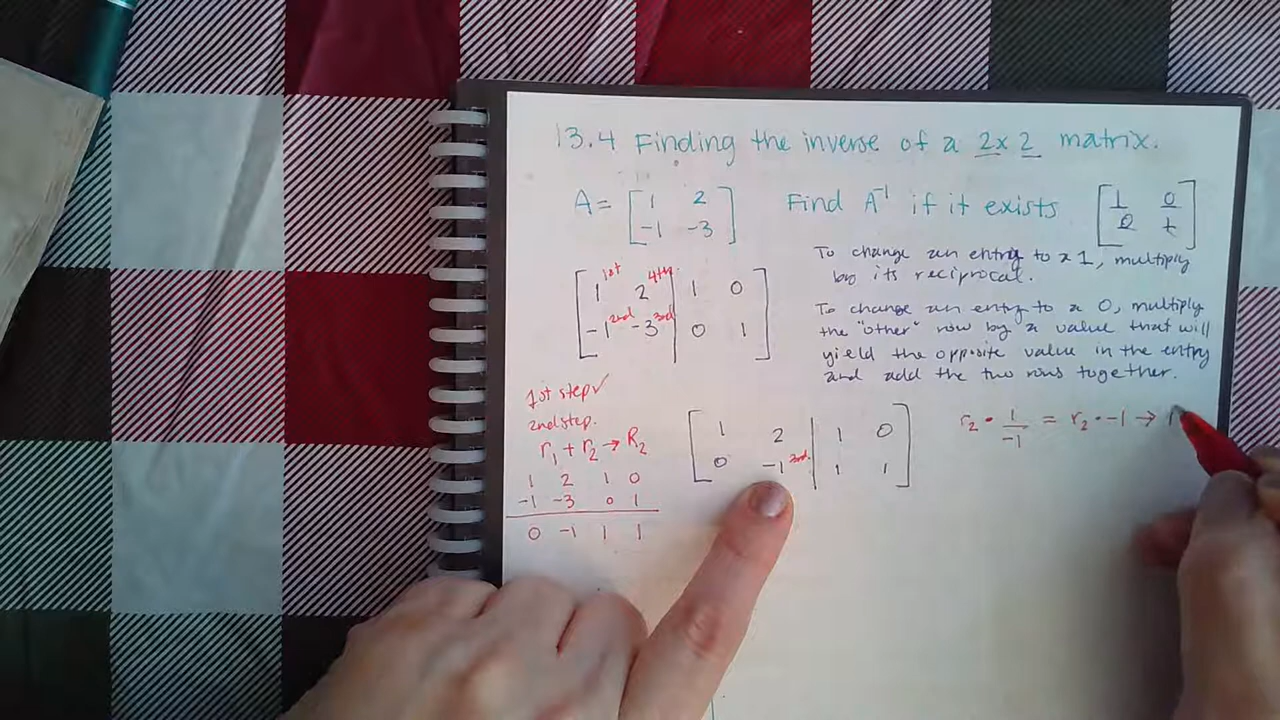 13.4 Finding the inverse of a 2x2 matrix.
A = [ 1 2
-1 -3 ]
Find A⁻¹ if it exists
[ 1 0
0 1 ]
To change an entry to a 1, multiply
by its reciprocal.
To change an entry to a 0, multiply
the "other" row by a value that will
yield the opposite value in the entry
and add the two rows together.
[ 1 1st 2 4th | 1 0
-1 2nd -3 3rd | 0 1 ]
1st step ✓
2nd step.
r₁ + r₂ → R₂
1 2 1 0
-1 -3 0 1
0 -1 1 1
[ 1 2 | 1 0
0 -1 3rd | 1 1 ]
r₂ · 1/-1 = r₂ · -1 →